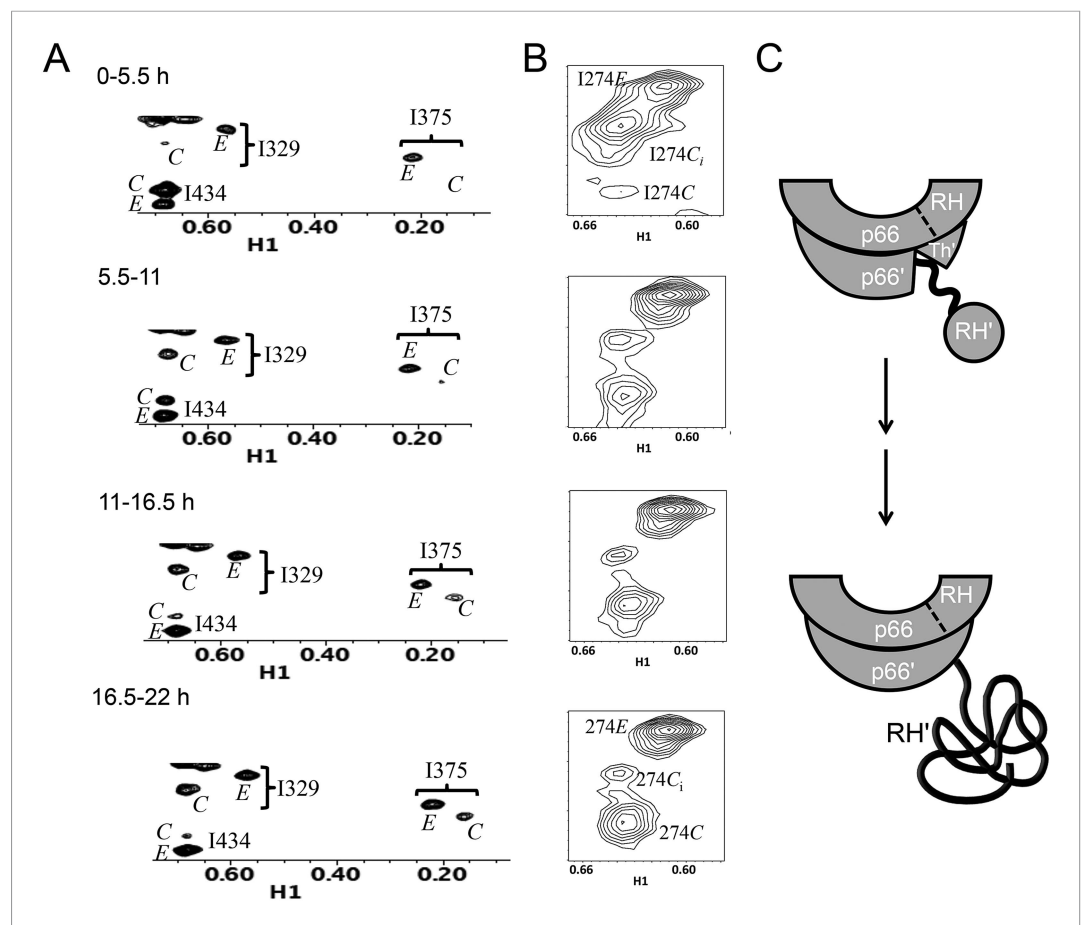 A
B
C
0-5.5 h
I375
E
I329
C
E
C
C
I434
E
0.60
0.40
0.20
H1
I274E
I274Ci
I274C
0.66
0.60
H1
5.5-11
I375
E
I329
C
E
C
C
I434
E
0.60
0.40
0.20
H1
0.66
0.60
H1
11-16.5 h
I375
E
I329
C
E
C
C
I434
E
0.60
0.40
0.20
H1
0.66
0.60
H1
16.5-22 h
I375
E
I329
C
E
C
C
I434
E
0.60
0.40
0.20
H1
274E
274Ci
274C
0.66
0.60
H1
RH
p66
Th'
p66'
RH'
RH
p66
p66'
RH'